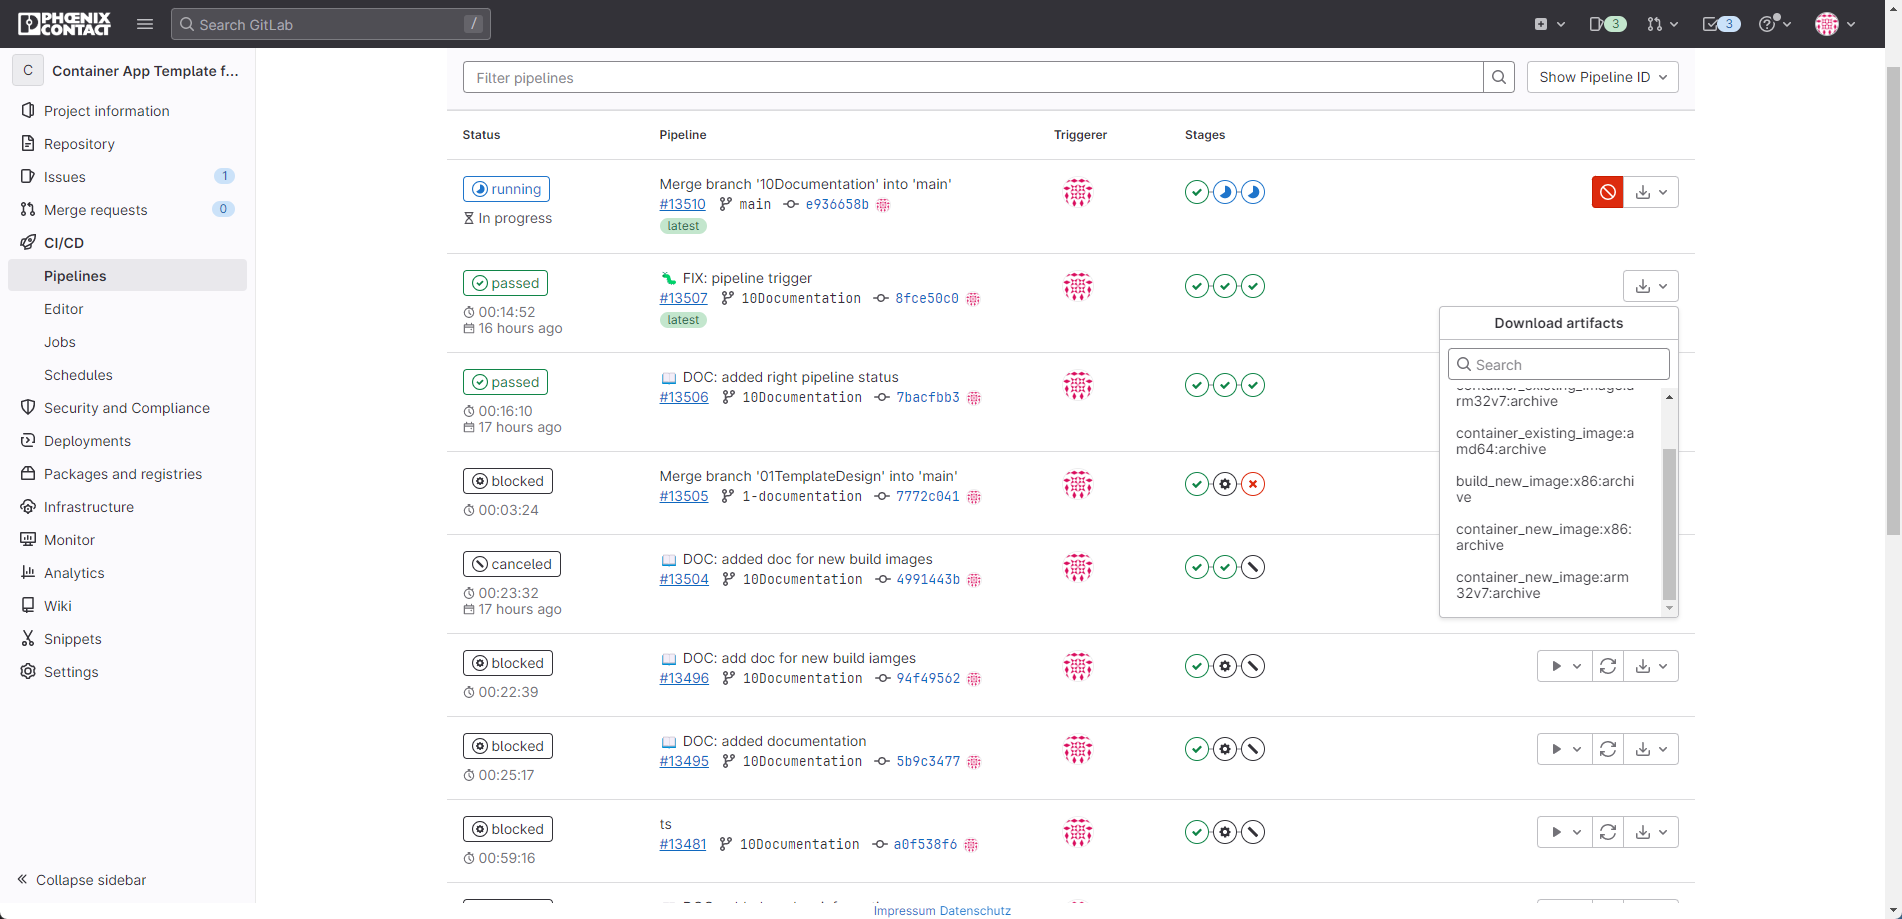 PHŒNIX
CONTACT
Search GitLab
/
3
3
C
Container App Template f...
Project information
Repository
Issues
1
Merge requests
0
CI/CD
Pipelines
Editor
Jobs
Schedules
Security and Compliance
Deployments
Packages and registries
Infrastructure
Monitor
Analytics
Wiki
Snippets
Settings
Collapse sidebar
Filter pipelines
Show Pipeline ID
Status
Pipeline
Triggerer
Stages
running
In progress
Merge branch '10Documentation' into 'main'
#13510 main e936658b
latest
passed
00:14:52
16 hours ago
FIX: pipeline trigger
#13507 10Documentation 8fce50c0
latest
Download artifacts
Search
container_existing_image:a
rm32v7:archive
container_existing_image:a
md64:archive
build_new_image:x86:archi
ve
container_new_image:x86:
archive
container_new_image:arm
32v7:archive
passed
00:16:10
17 hours ago
DOC: added right pipeline status
#13506 10Documentation 7bacfbb3
blocked
00:03:24
Merge branch '01TemplateDesign' into 'main'
#13505 1-documentation 7772c041
canceled
00:23:32
17 hours ago
DOC: added doc for new build images
#13504 10Documentation 4991443b
blocked
00:22:39
DOC: add doc for new build iamges
#13496 10Documentation 94f49562
blocked
00:25:17
DOC: added documentation
#13495 10Documentation 5b9c3477
blocked
00:59:16
ts
#13481 10Documentation a0f538f6
Impressum Datenschutz